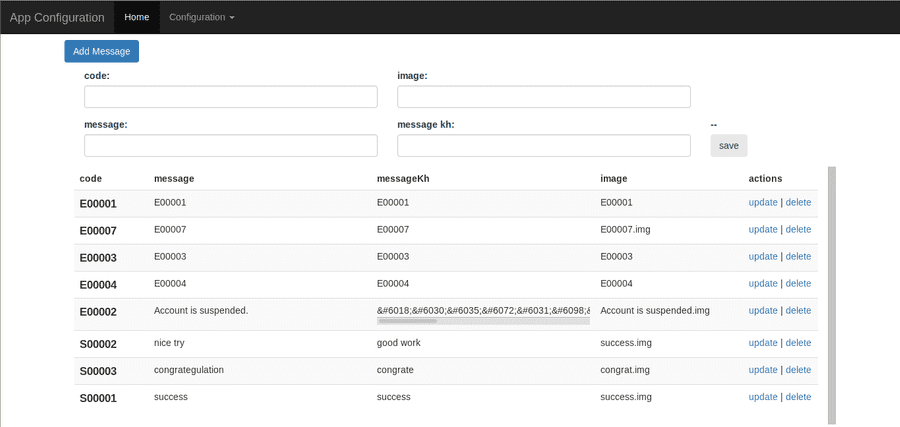 App Configuration Home Configuration
Add Message
code: image:
message: message kh: --
save
code message messageKh image actions
E00001 E00001 E00001 E00001 update | delete
E00007 E00007 E00007 E00007.img update | delete
E00003 E00003 E00003 E00003 update | delete
E00004 E00004 E00004 E00004 update | delete
E00002 Account is suspended. &#6018;&#6030;&#6035;&#6072;&#6031;&#6098;& Account is suspended.img update | delete
S00002 nice try good work success.img update | delete
S00003 congrategulation congrate congrat.img update | delete
S00001 success success success.img update | delete